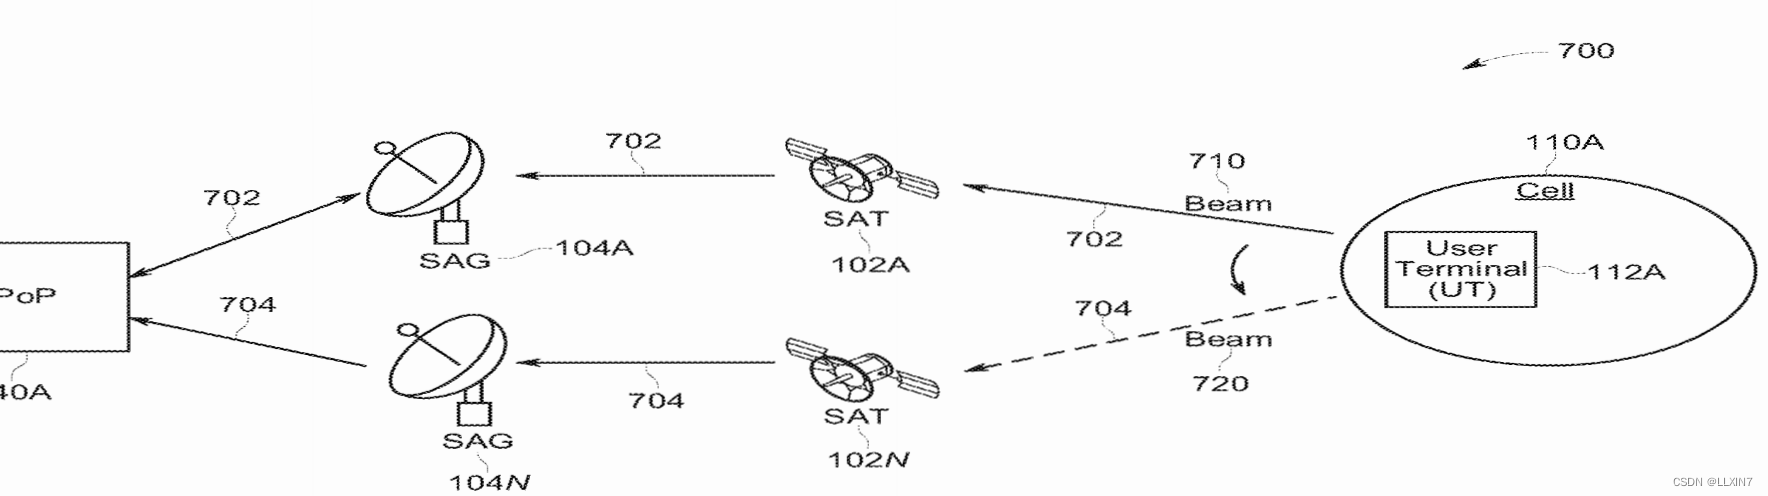 700
110A
Cell
User
Terminal
(UT)
112A
710
Beam
702
704
Beam
720
702
SAT
102A
704
SAT
102N
702
SAG
104A
704
SAG
104N
PoP
40A
CSDN @LLXIN7